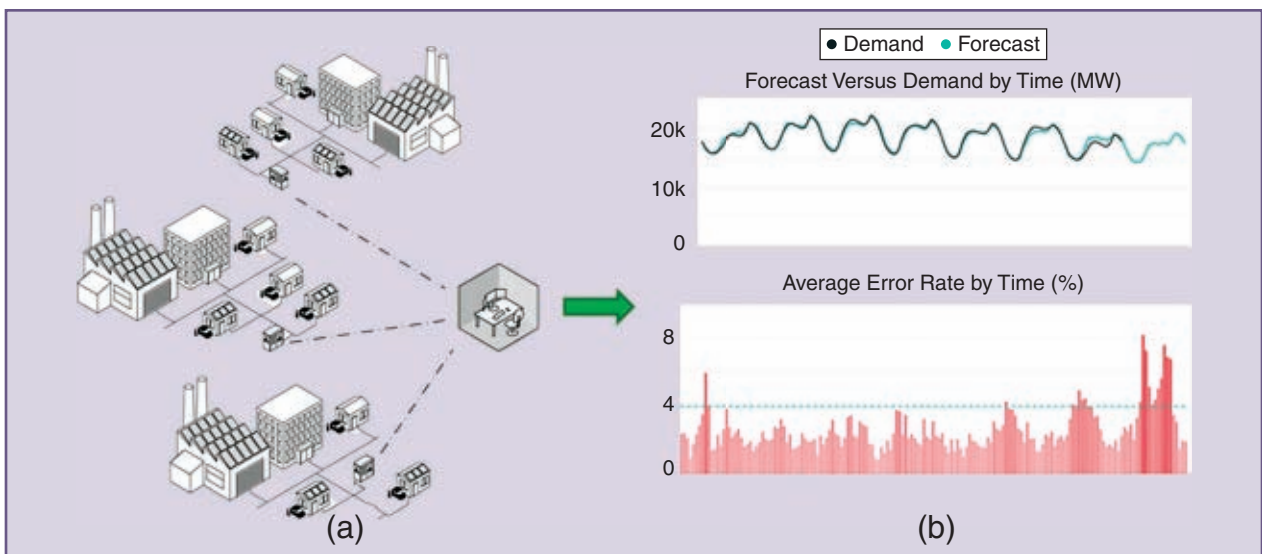 Demand Forecast
Forecast Versus Demand by Time (MW)
20k
10k
0
Average Error Rate by Time (%)
8
4
0
(a)
(b)